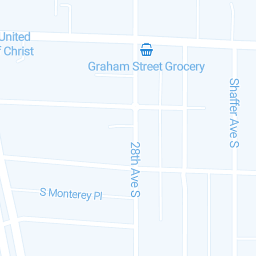 United
f Christ
Graham Street Grocery
Shaffer Ave S
28th Ave S
S Monterey Pl